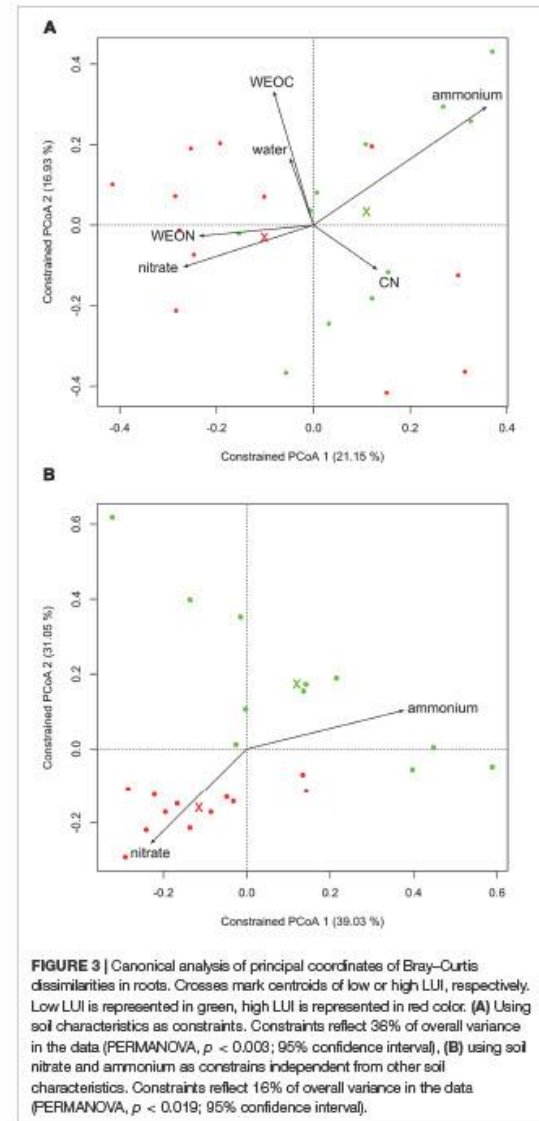 A
0.4
0.2
0.0
-0.2
-0.4
Constrained PCoA 2 (16.93 %)
WEOC
ammonium
water
WEON
nitrate
CN
-0.4 -0.2 0.0 0.2 0.4
Constrained PCoA 1 (21.15 %)
B
0.6
0.4
0.2
0.0
-0.2
Constrained PCoA 2 (31.05 %)
ammonium
nitrate
-0.2 0.0 0.2 0.4 0.6
Constrained PCoA 1 (39.03 %)
FIGURE 3 | Canonical analysis of principal coordinates of Bray–Curtis
dissimilarities in roots. Crosses mark centroids of low or high LUI, respectively.
Low LUI is represented in green, high LUI is represented in red color. (A) Using
soil characteristics as constraints. Constraints reflect 36% of overall variance
in the data (PERMANOVA, p < 0.003; 95% confidence interval), (B) using soil
nitrate and ammonium as constrains independent from other soil
characteristics. Constraints reflect 16% of overall variance in the data
(PERMANOVA, p < 0.019; 95% confidence interval).